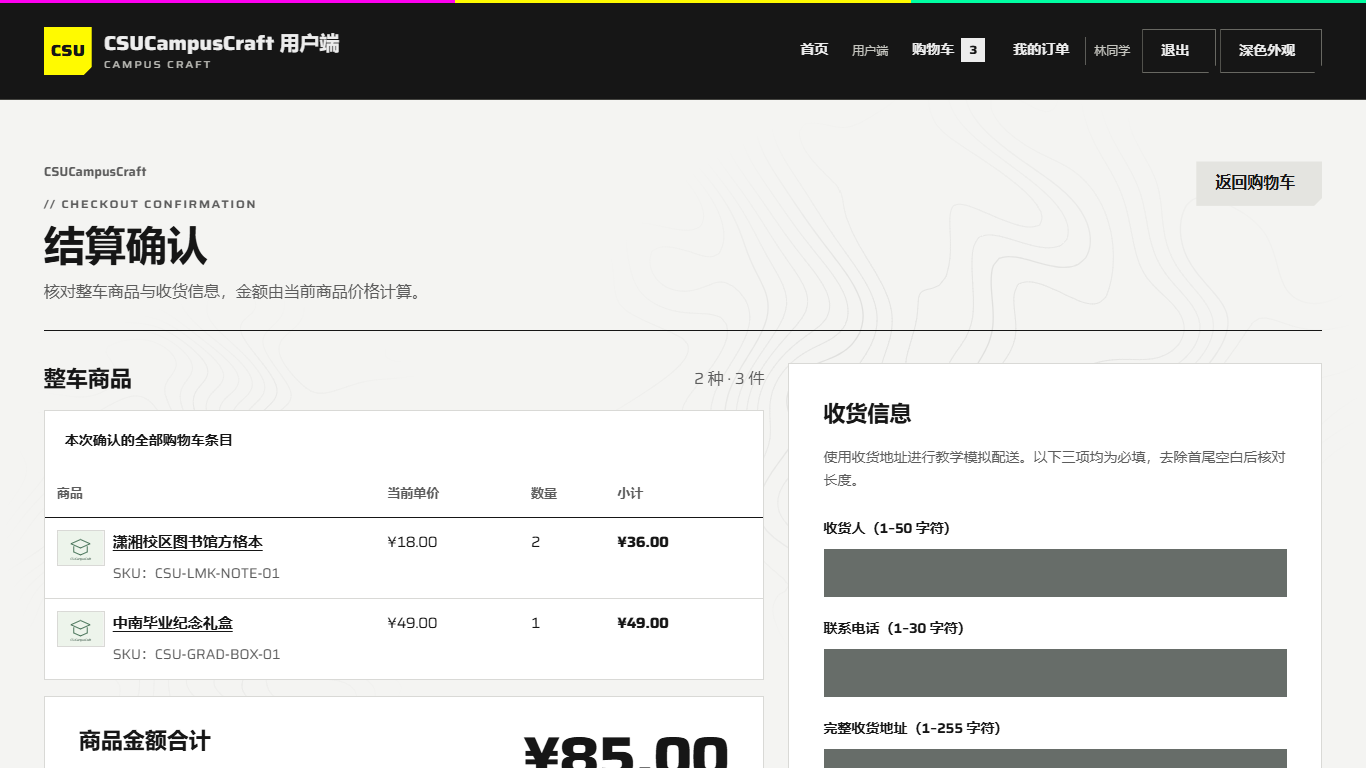 CSU
CSUCampusCraft 用户端
CAMPUS CRAFT
首页
用户端
购物车 3
我的订单
林同学
退出
深色外观
CSUCampusCraft
// CHECKOUT CONFIRMATION
结算确认
核对整车商品与收货信息，金额由当前商品价格计算。
返回购物车
整车商品
2 种 · 3 件
本次确认的全部购物车条目
商品 当前单价 数量 小计
潇湘校区图书馆方格本 ¥18.00 2 ¥36.00
SKU：CSU-LMK-NOTE-01
中南毕业纪念礼盒 ¥49.00 1 ¥49.00
SKU：CSU-GRAD-BOX-01
商品金额合计
¥85.00
收货信息
使用收货地址进行教学模拟配送。以下三项均为必填，去除首尾空白后核对
长度。
收货人（1-50 字符）
联系电话（1-30 字符）
完整收货地址（1-255 字符）